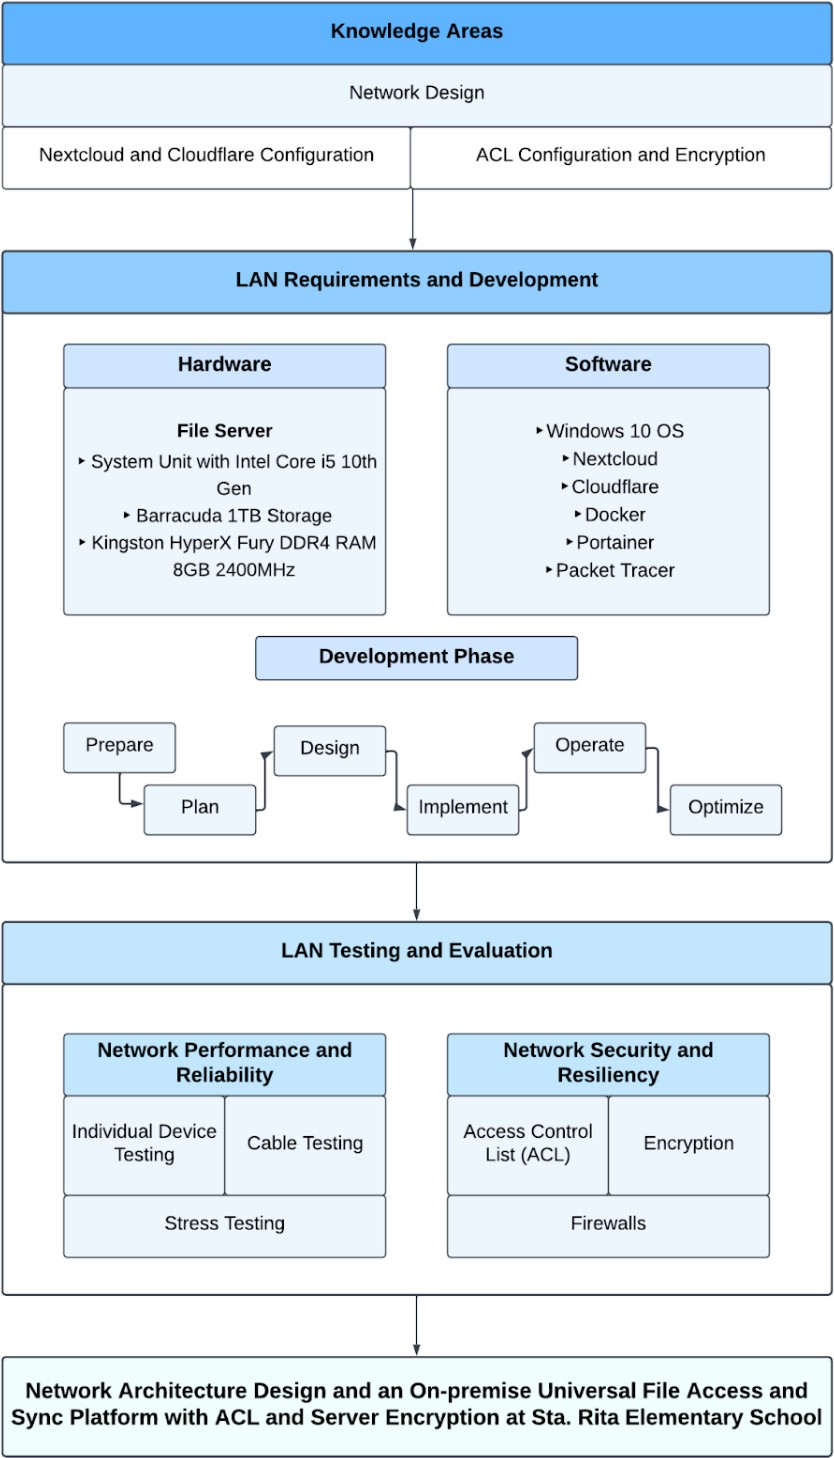 Knowledge Areas
Network Design
Nextcloud and Cloudflare Configuration
ACL Configuration and Encryption
LAN Requirements and Development
Hardware
File Server
‣ System Unit with Intel Core i5 10th
Gen
‣ Barracuda 1TB Storage
‣ Kingston HyperX Fury DDR4 RAM
8GB 2400MHz
Software
‣ Windows 10 OS
‣ Nextcloud
‣ Cloudflare
‣ Docker
‣ Portainer
‣ Packet Tracer
Development Phase
Prepare
Plan
Design
Implement
Operate
Optimize
LAN Testing and Evaluation
Network Performance and
Reliability
Individual Device
Testing
Cable Testing
Stress Testing
Network Security and
Resiliency
Access Control
List (ACL)
Encryption
Firewalls
Network Architecture Design and an On-premise Universal File Access and
Sync Platform with ACL and Server Encryption at Sta. Rita Elementary School